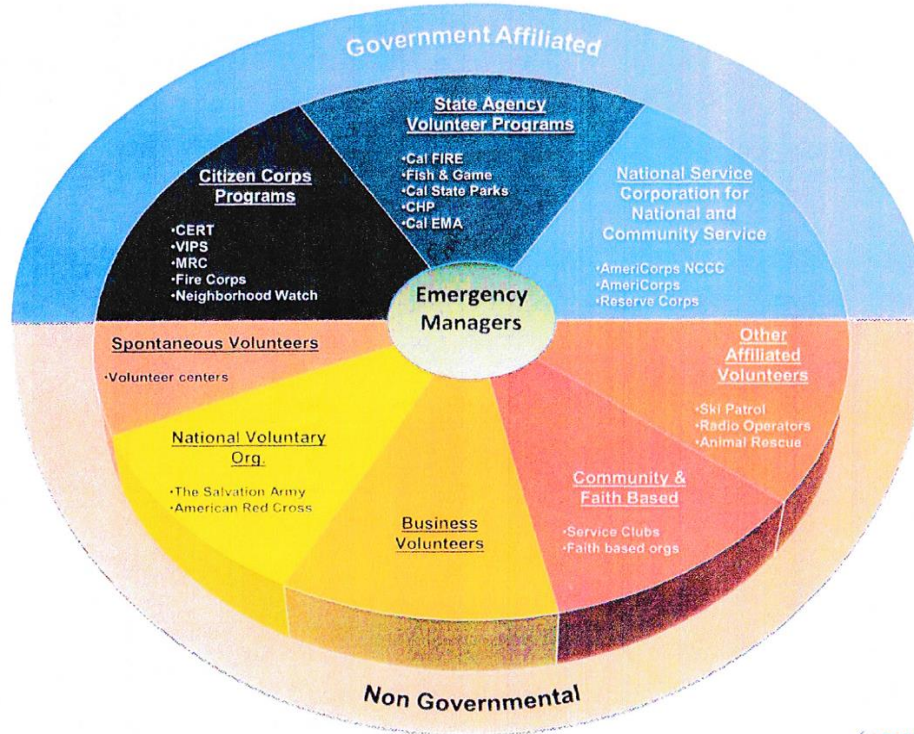 Government Affiliated
State Agency
Volunteer Programs
•Cal FIRE
•Fish & Game
•Cal State Parks
•CHP
•Cal EMA
Citizen Corps
Programs
•CERT
•VIPS
•MRC
•Fire Corps
•Neighborhood Watch
National Service
Corporation for
National and
Community Service
•AmeriCorps NCCC
•AmeriCorps
•Reserve Corps
Emergency
Managers
Spontaneous Volunteers
•Volunteer centers
Other
Affiliated
Volunteers
•Ski Patrol
•Radio Operators
•Animal Rescue
National Voluntary
Org.
•The Salvation Army
•American Red Cross
Business
Volunteers
Community &
Faith Based
•Service Clubs
•Faith based orgs
Non Governmental